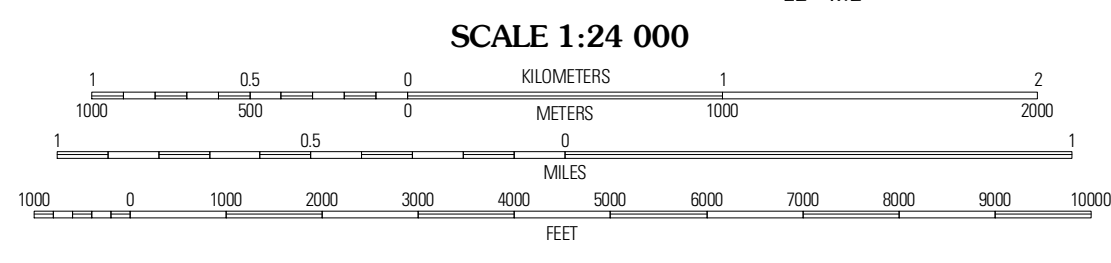 SCALE 1:24 000
1 0.5 0 KILOMETERS 1 2
1000 500 0 METERS 1000 2000
1 0.5 0 1
MILES
1000 0 1000 2000 3000 4000 5000 6000 7000 8000 9000 10000
FEET